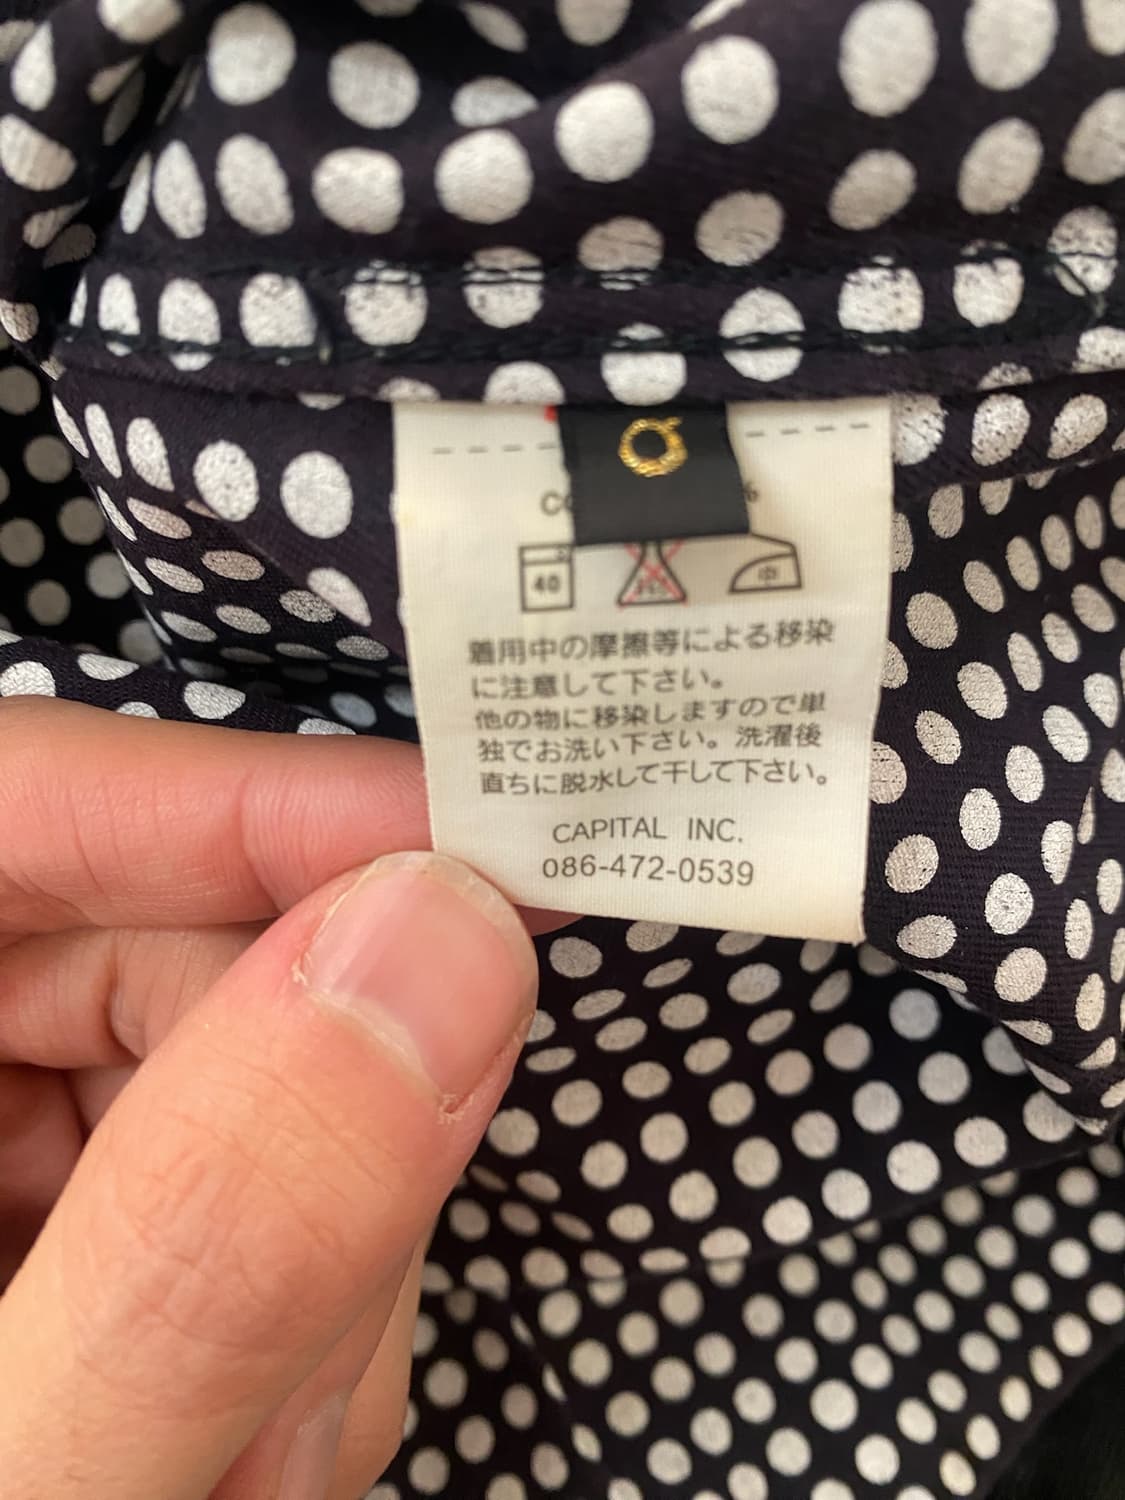 40
中
着用中の摩擦等による移染
に注意して下さい。
他の物に移染しますので単
独でお洗い下さい。洗濯後
直ちに脱水して干して下さい。
CAPITAL INC.
086-472-0539